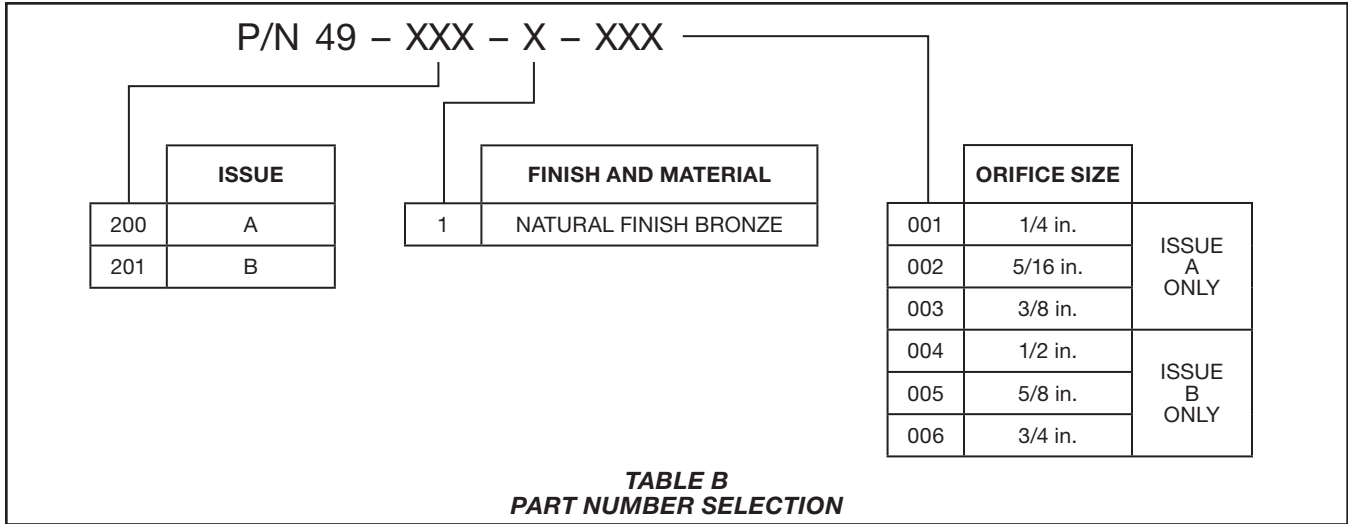 P/N 49 – XXX – X – XXX
ISSUE
200 A
201 B
FINISH AND MATERIAL
1 NATURAL FINISH BRONZE
ORIFICE SIZE
001 1/4 in.
002 5/16 in.
003 3/8 in.
ISSUE
A
ONLY
004 1/2 in.
005 5/8 in.
006 3/4 in.
ISSUE
B
ONLY
TABLE B
PART NUMBER SELECTION